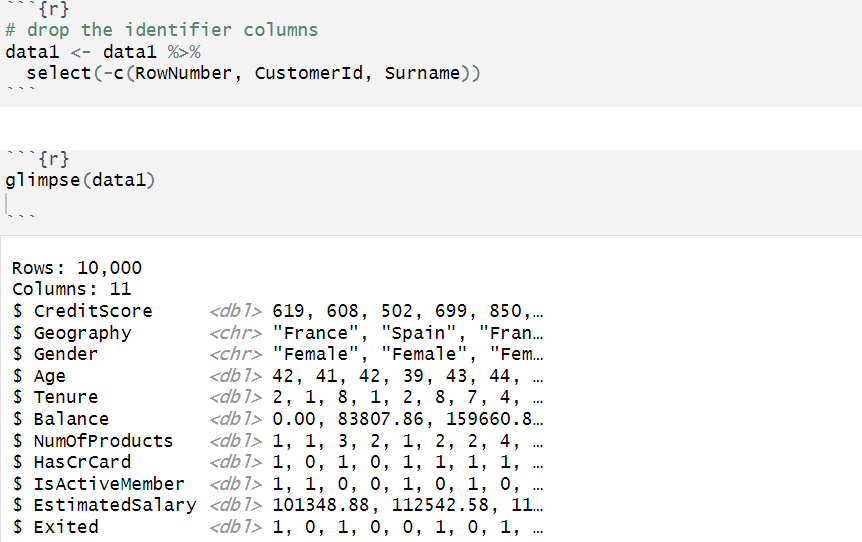 ```{r}
# drop the identifier columns
data1 <- data1 %>%
  select(-c(RowNumber, CustomerId, Surname))
```
```{r}
glimpse(data1)
```
Rows: 10,000
Columns: 11
$ CreditScore     <dbl> 619, 608, 502, 699, 850,…
$ Geography       <chr> "France", "Spain", "Fran…
$ Gender          <chr> "Female", "Female", "Fem…
$ Age             <dbl> 42, 41, 42, 39, 43, 44, …
$ Tenure          <dbl> 2, 1, 8, 1, 2, 8, 7, 4, …
$ Balance         <dbl> 0.00, 83807.86, 159660.8…
$ NumOfProducts   <dbl> 1, 1, 3, 2, 1, 2, 2, 4, …
$ HasCrCard       <dbl> 1, 0, 1, 0, 1, 1, 1, 1, …
$ IsActiveMember  <dbl> 1, 1, 0, 0, 1, 0, 1, 0, …
$ EstimatedSalary <dbl> 101348.88, 112542.58, 11…
$ Exited          <dbl> 1, 0, 1, 0, 0, 1, 0, 1, …